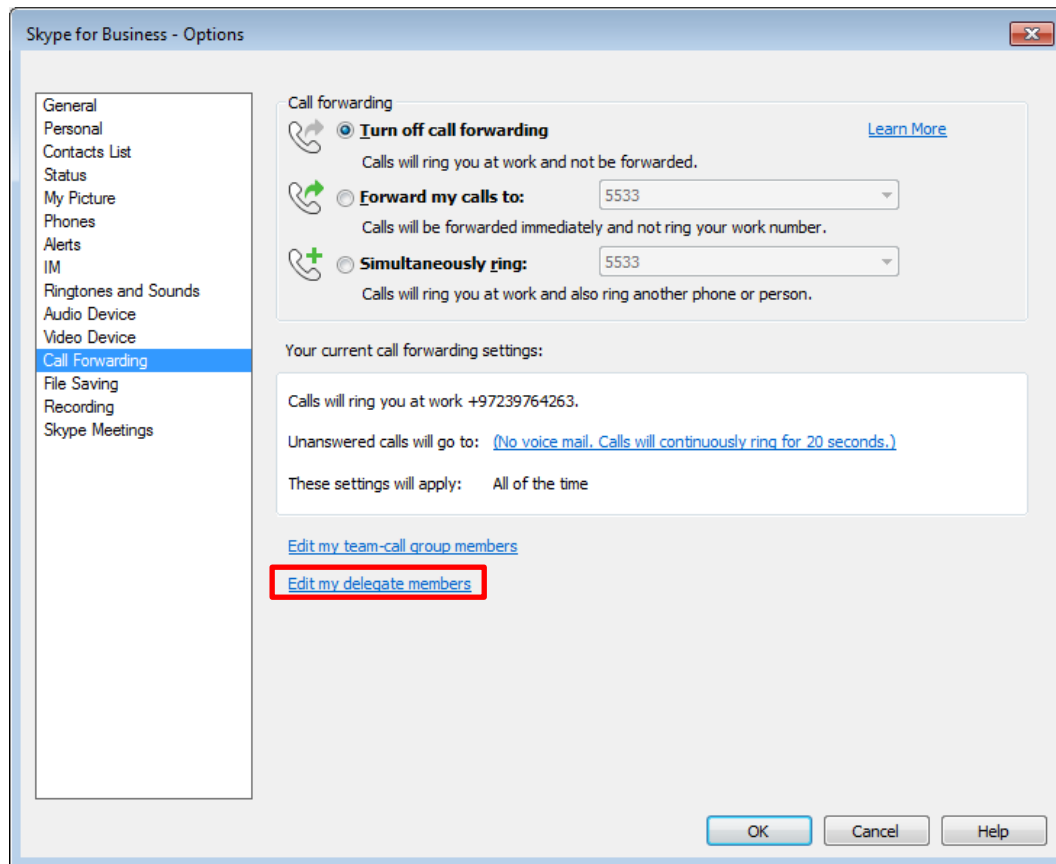 Skype for Business - Options
General
Personal
Contacts List
Status
My Picture
Phones
Alerts
IM
Ringtones and Sounds
Audio Device
Video Device
Call Forwarding
File Saving
Recording
Skype Meetings
Call forwarding
Turn off call forwarding
Learn More
Calls will ring you at work and not be forwarded.
Forward my calls to:
5533
Calls will be forwarded immediately and not ring your work number.
Simultaneously ring:
5533
Calls will ring you at work and also ring another phone or person.
Your current call forwarding settings:
Calls will ring you at work +97239764263.
Unanswered calls will go to: (No voice mail. Calls will continuously ring for 20 seconds.)
These settings will apply: All of the time
Edit my team-call group members
Edit my delegate members
OK
Cancel
Help